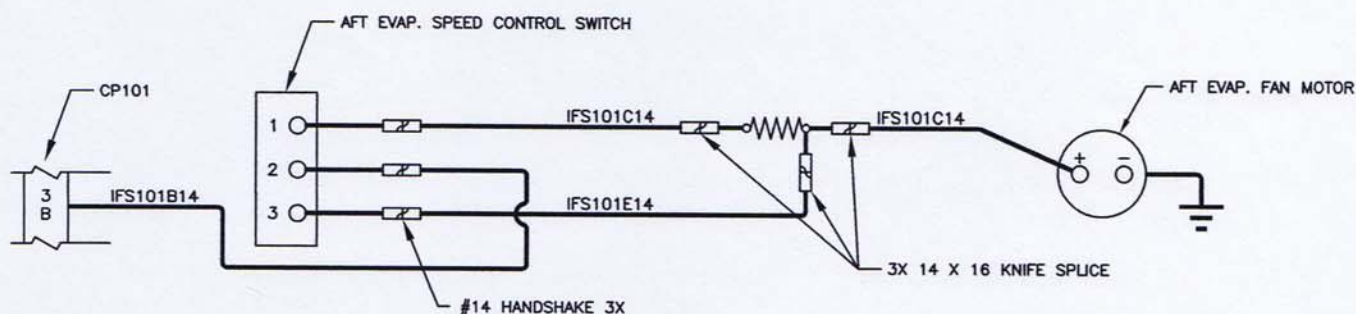 AFT EVAP. SPEED CONTROL SWITCH
CP101
AFT EVAP. FAN MOTOR
1
IFS101C14
IFS101C14
2
+ −
3
B
IFS101B14
3
IFS101E14
3X 14 X 16 KNIFE SPLICE
#14 HANDSHAKE 3X